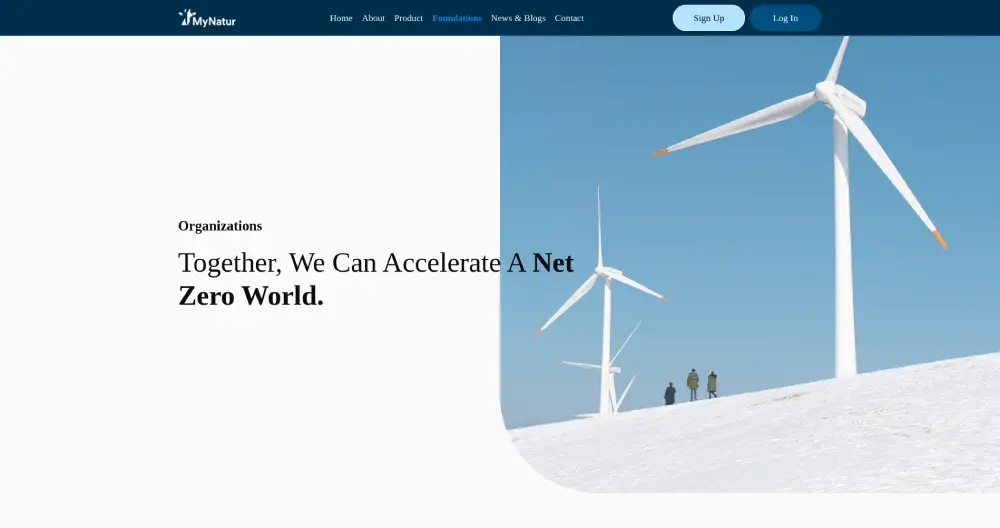 MyNatur
Home About Product Foundations News & Blogs Contact
Sign Up Log In
Organizations
Together, We Can Accelerate A Net
Zero World.